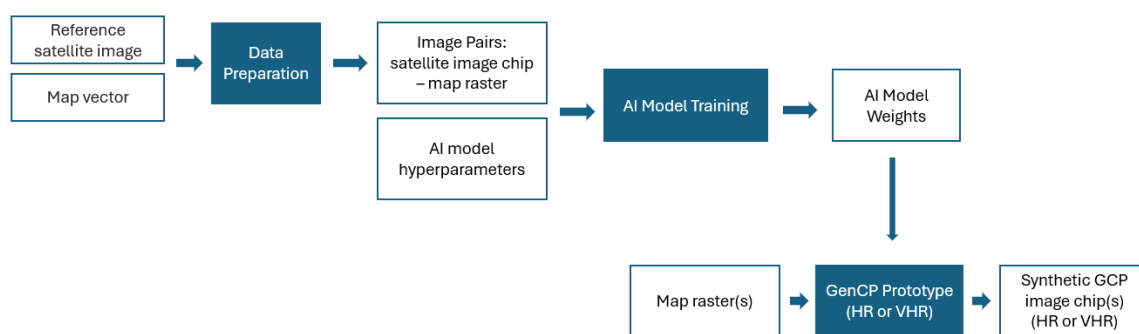 Reference
satellite image
Map vector
Data
Preparation
Image Pairs:
satellite image chip
– map raster
AI model
hyperparameters
AI Model Training
AI Model
Weights
Map raster(s)
GenCP Prototype
(HR or VHR)
Synthetic GCP
image chip(s)
(HR or VHR)